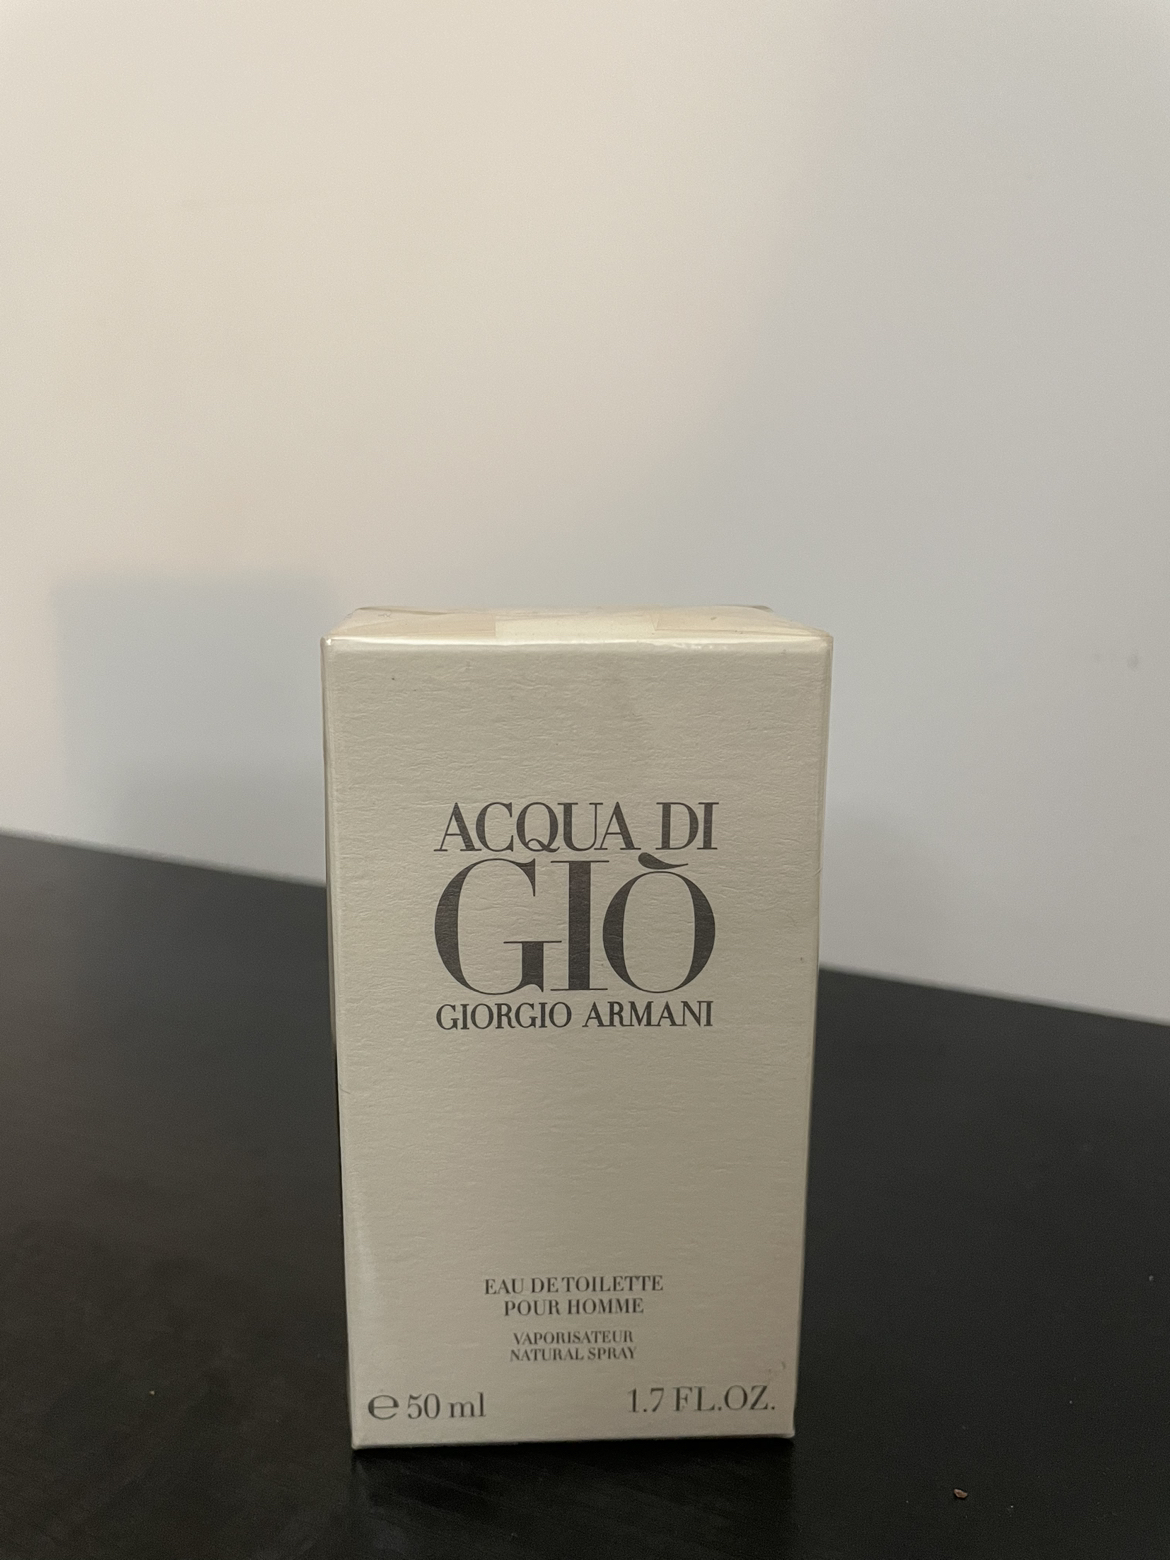 ACQUA DI
GIÒ
GIORGIO ARMANI
EAU DE TOILETTE
POUR HOMME
VAPORISATEUR
NATURAL SPRAY
℮ 50 ml 1.7 FL.OZ.